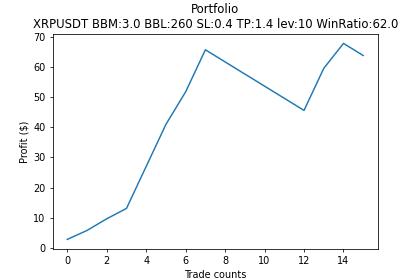 Portfolio
XRPUSDT BBM:3.0 BBL:260 SL:0.4 TP:1.4 lev:10 WinRatio:62.0
70
60
50
40
30
20
10
0
Profit ($)
0 2 4 6 8 10 12 14
Trade counts